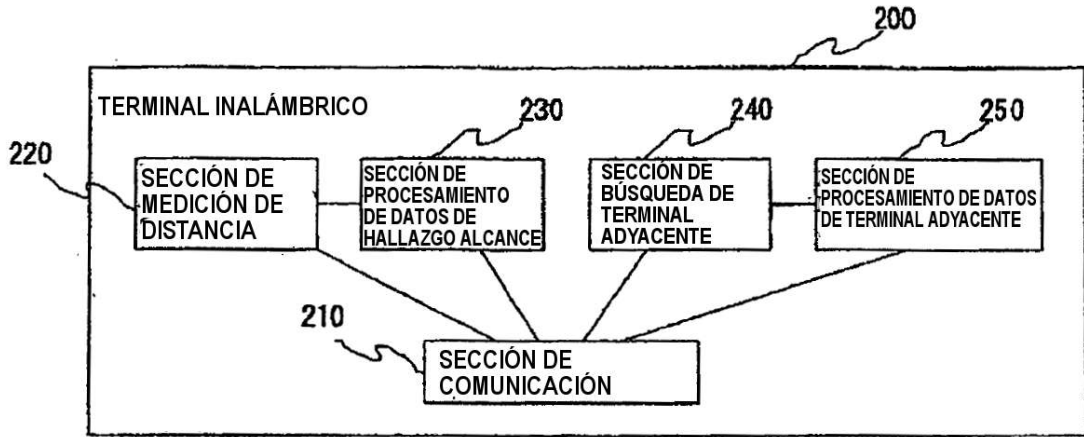 200
TERMINAL INALÁMBRICO
230
240
250
220
SECCIÓN DE
MEDICIÓN DE
DISTANCIA
SECCIÓN DE
PROCESAMIENTO
DE DATOS DE
HALLAZGO ALCANCE
SECCIÓN DE
BÚSQUEDA DE
TERMINAL
ADYACENTE
SECCIÓN DE
PROCESAMIENTO DE DATOS
DE TERMINAL ADYACENTE
210
SECCIÓN DE
COMUNICACIÓN